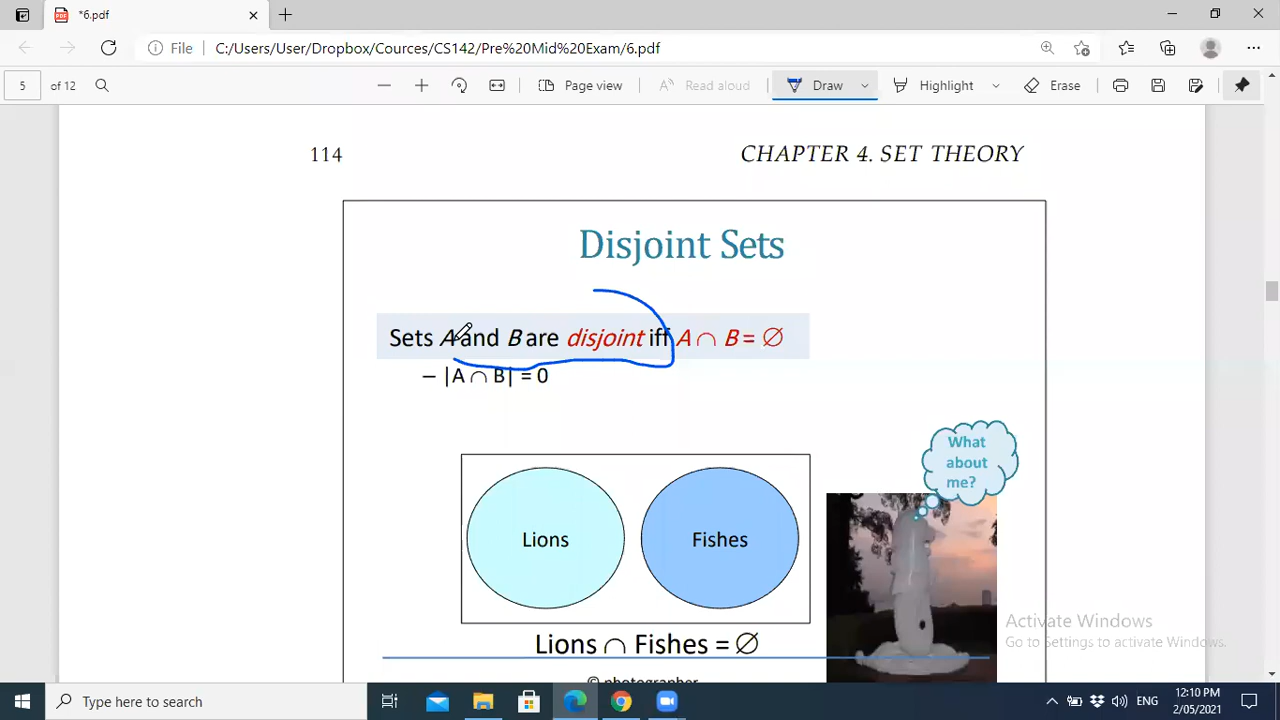 *6.pdf
File C:/Users/User/Dropbox/Cources/CS142/Pre%20Mid%20Exam/6.pdf
5 of 12 Page view Read aloud Draw Highlight Erase
114 CHAPTER 4. SET THEORY
Disjoint Sets
Sets A and B are disjoint iff A ∩ B = ∅
– |A ∩ B| = 0
What
about
me?
Lions Fishes
Lions ∩ Fishes = ∅
© photographer
Activate Windows
Go to Settings to activate Windows.
Type here to search
ENG
12:10 PM
2/05/2021